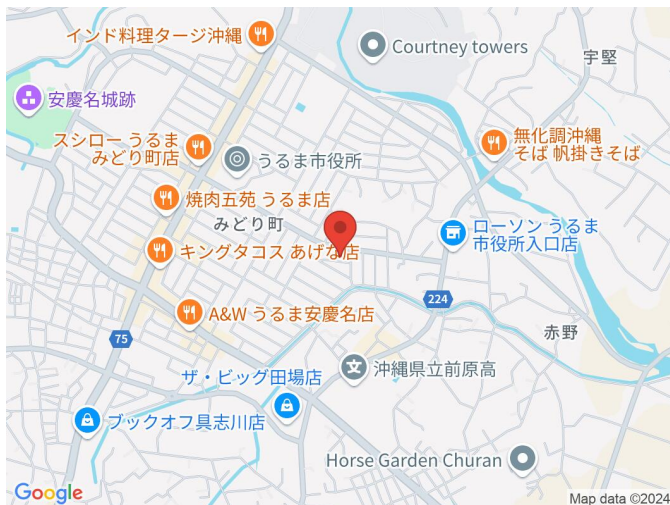 インド料理タージ沖縄
Courtney towers
宇堅
安慶名城跡
スシロー うるま
みどり町店
うるま市役所
無化調沖縄
そば 帆掛きそば
焼肉五苑 うるま店
みどり町
ローソン うるま
市役所入口店
キングタコス あげな店
224
A&W うるま安慶名店
75
赤野
沖縄県立前原高
ザ・ビッグ田場店
ブックオフ具志川店
Horse Garden Churan
Google
Map data ©2024